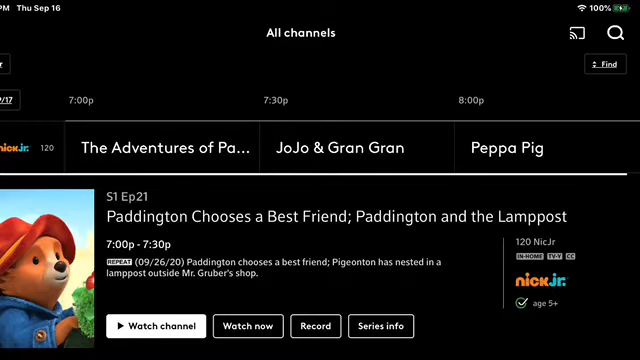 PM Thu Sep 16
100%
All channels
Find
9/17
7:00p
7:30p
8:00p
nick jr.
120
The Adventures of Pa...
JoJo & Gran Gran
Peppa Pig
S1 Ep21
Paddington Chooses a Best Friend; Paddington and the Lamppost
7:00p - 7:30p
REPEAT (09/26/20) Paddington chooses a best friend; Pigeonton has nested in a
lamppost outside Mr. Gruber's shop.
120 NicJr
IN-HOME TV-Y CC
nick jr.
age 5+
Watch channel
Watch now
Record
Series info